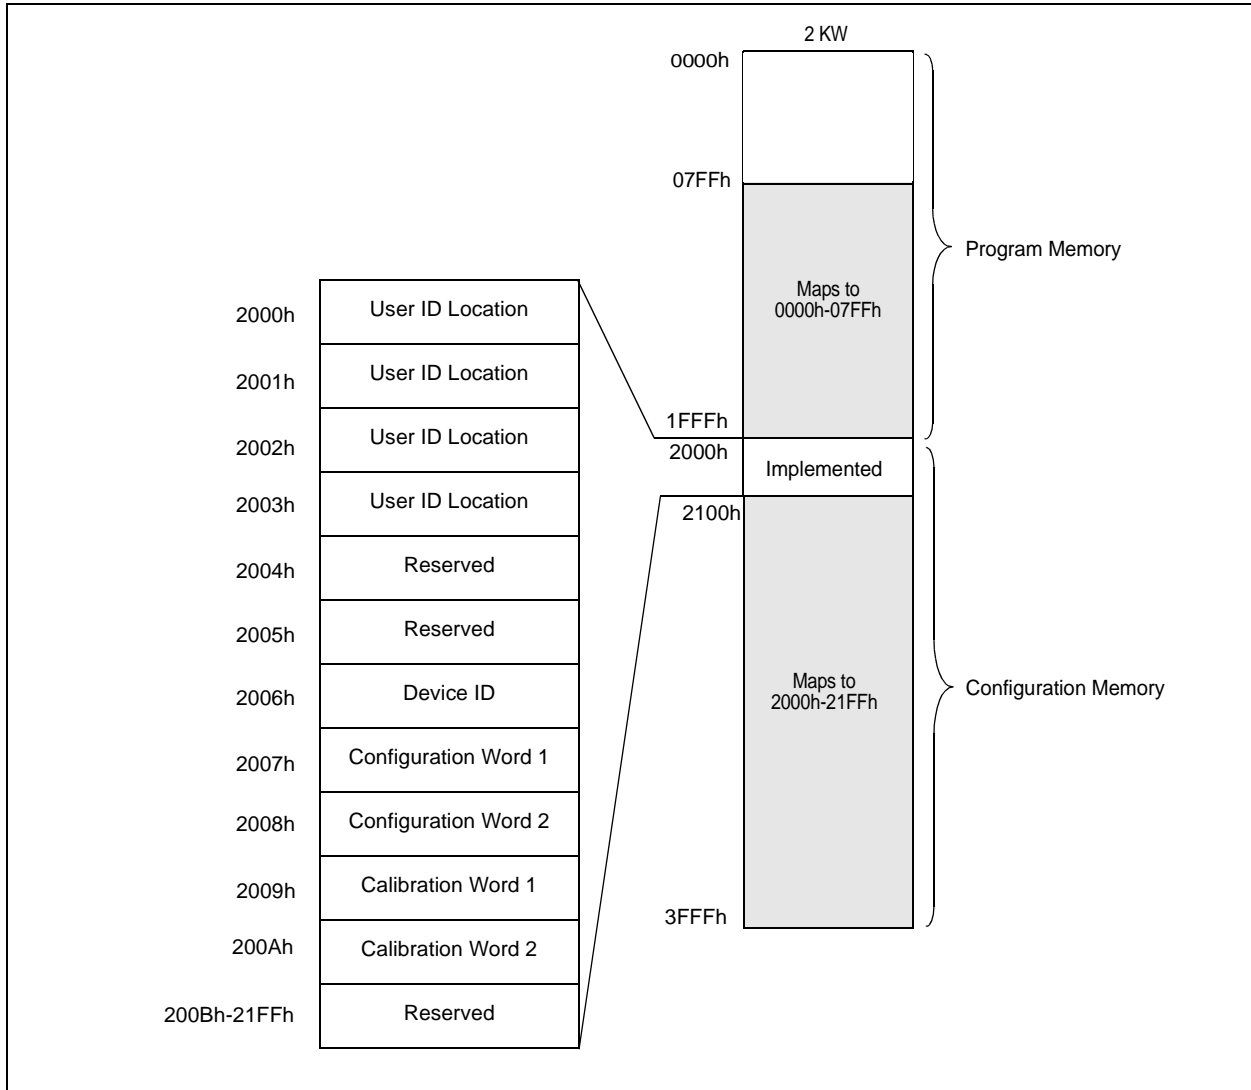 2 KW
0000h
07FFh
Program Memory
Maps to
0000h-07FFh
2000h
User ID Location
2001h
User ID Location
2002h
User ID Location
2003h
User ID Location
2004h
Reserved
2005h
Reserved
2006h
Device ID
2007h
Configuration Word 1
2008h
Configuration Word 2
2009h
Calibration Word 1
200Ah
Calibration Word 2
200Bh-21FFh
Reserved
1FFFh
2000h
Implemented
2100h
Maps to
2000h-21FFh
Configuration Memory
3FFFh